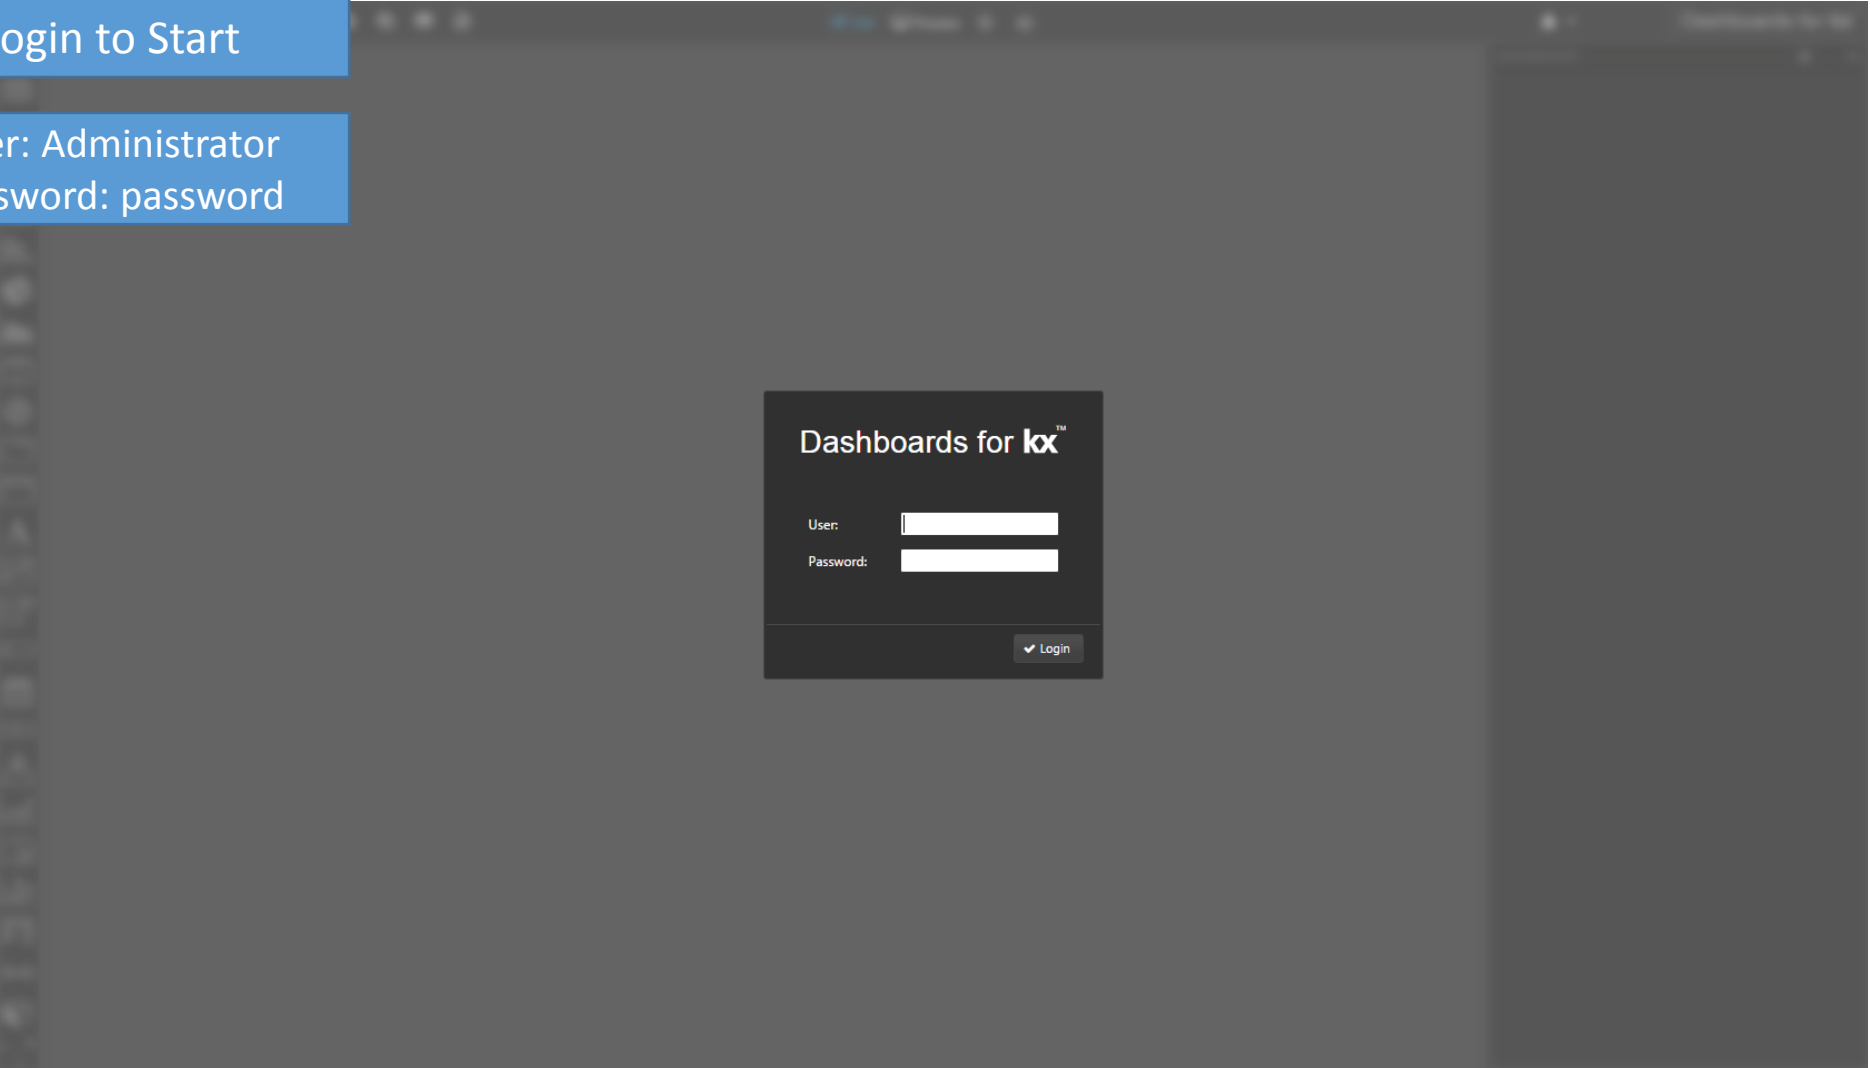 ogin to Start
er: Administrator
sword: password
Dashboards for kx™
User:
Password:
✔ Login